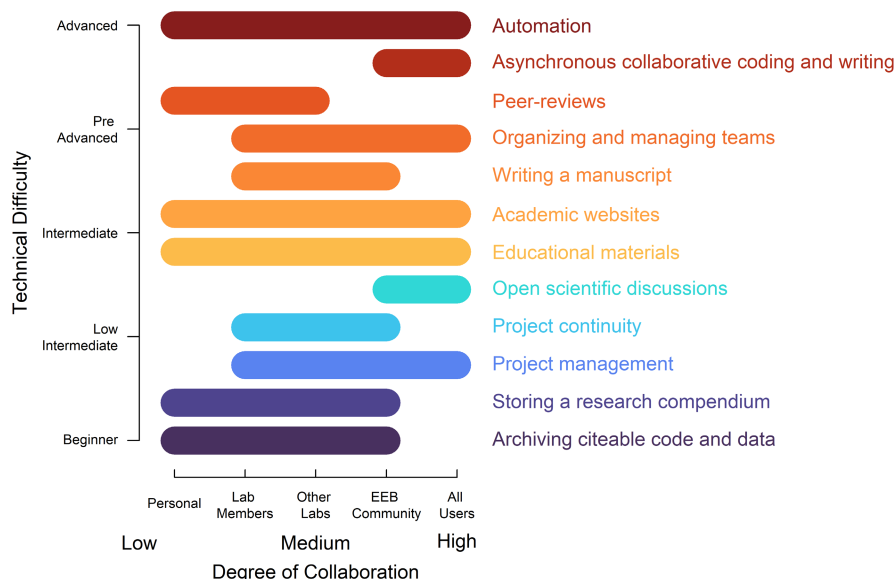 Advanced
Automation
Asynchronous collaborative coding and writing
Peer-reviews
Pre
Advanced
Organizing and managing teams
Writing a manuscript
Technical Difficulty
Academic websites
Intermediate
Educational materials
Open scientific discussions
Low
Intermediate
Project continuity
Project management
Storing a research compendium
Beginner
Archiving citeable code and data
Personal
Lab
Members
Other
Labs
EEB
Community
All
Users
Low
Medium
High
Degree of Collaboration